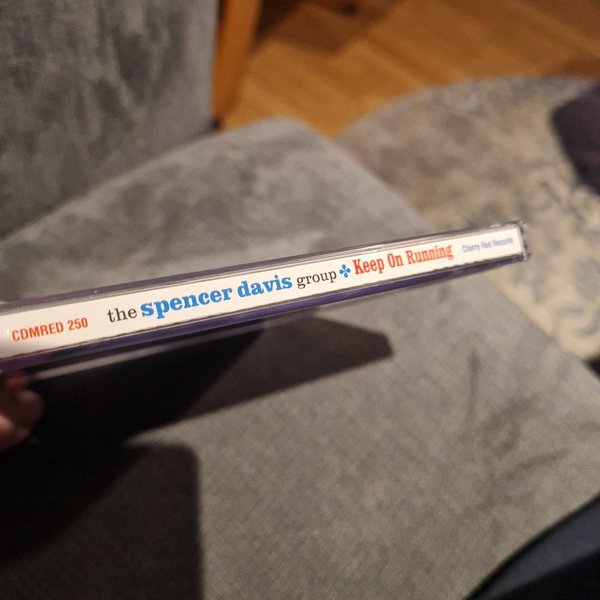 CDMRED 250 the spencer davis group ✤ Keep On Running Cherry Red Records